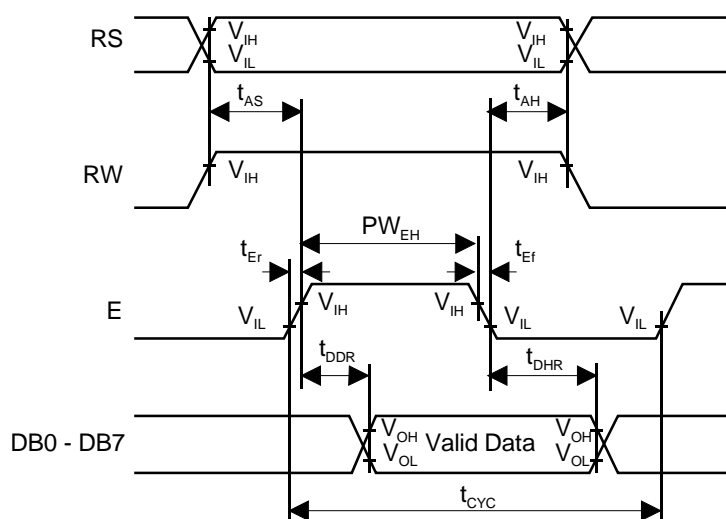 RS V_IH V_IH
V_IL V_IL
t_AS t_AH
RW V_IH V_IH
PW_EH
t_Er t_Ef
E V_IL V_IH V_IH V_IL V_IL
t_DDR t_DHR
DB0 - DB7 V_OH Valid Data V_OH
V_OL V_OL
t_CYC